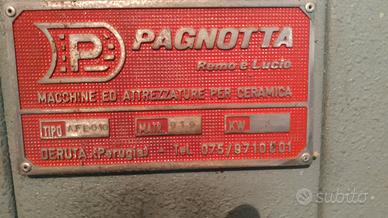 P
PAGNOTTA
Remo e Lucio
MACCHINE ED ATTREZZATURE PER CERAMICA
TIPO MATR. KW
DERUTA (Perugia) - Tel. 075/9710601
subito